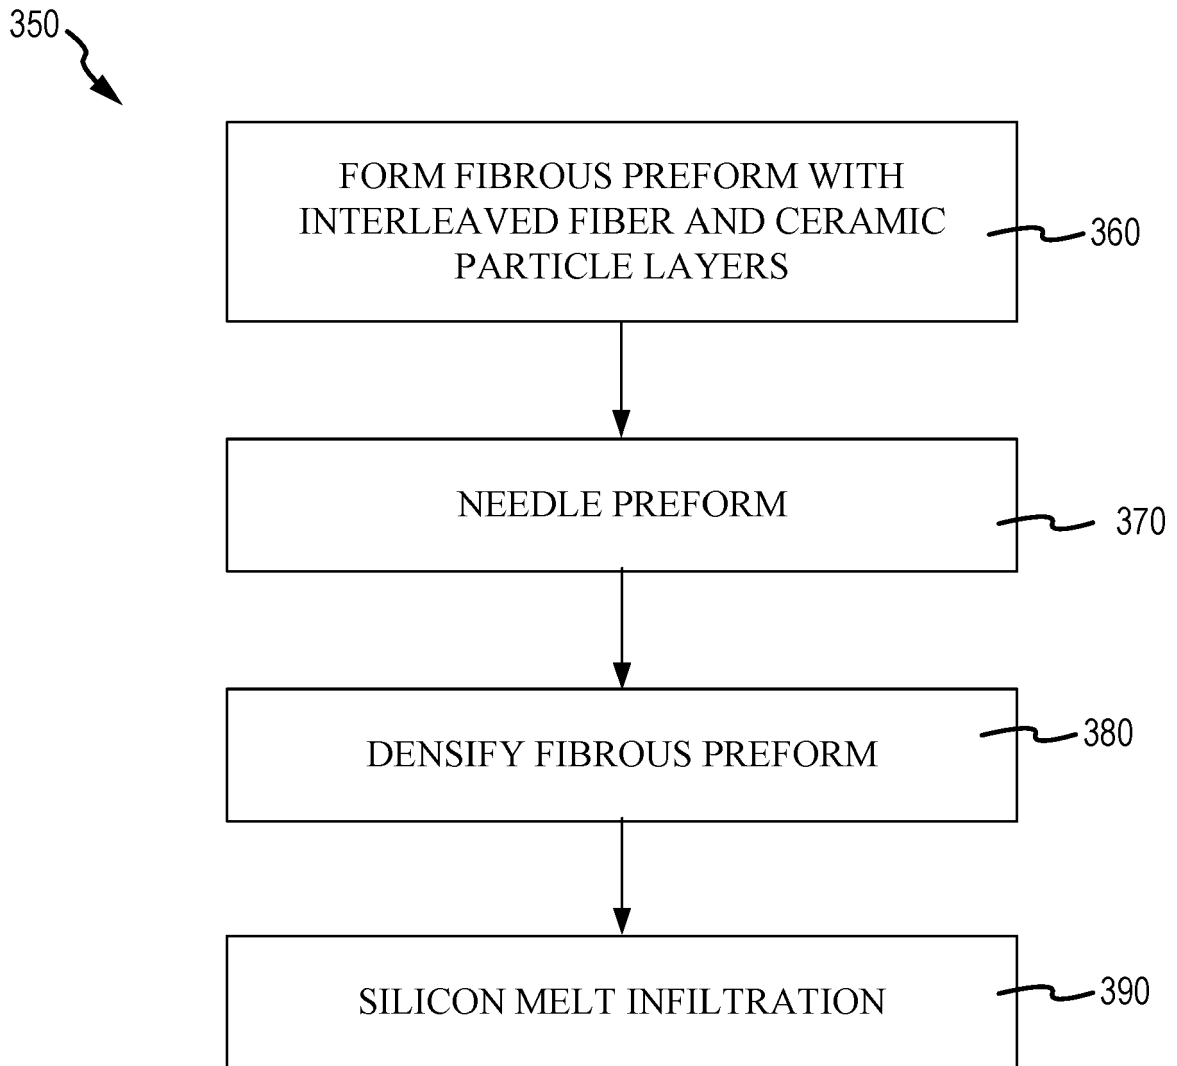 350
FORM FIBROUS PREFORM WITH
INTERLEAVED FIBER AND CERAMIC
PARTICLE LAYERS
360
NEEDLE PREFORM
370
DENSIFY FIBROUS PREFORM
380
SILICON MELT INFILTRATION
390